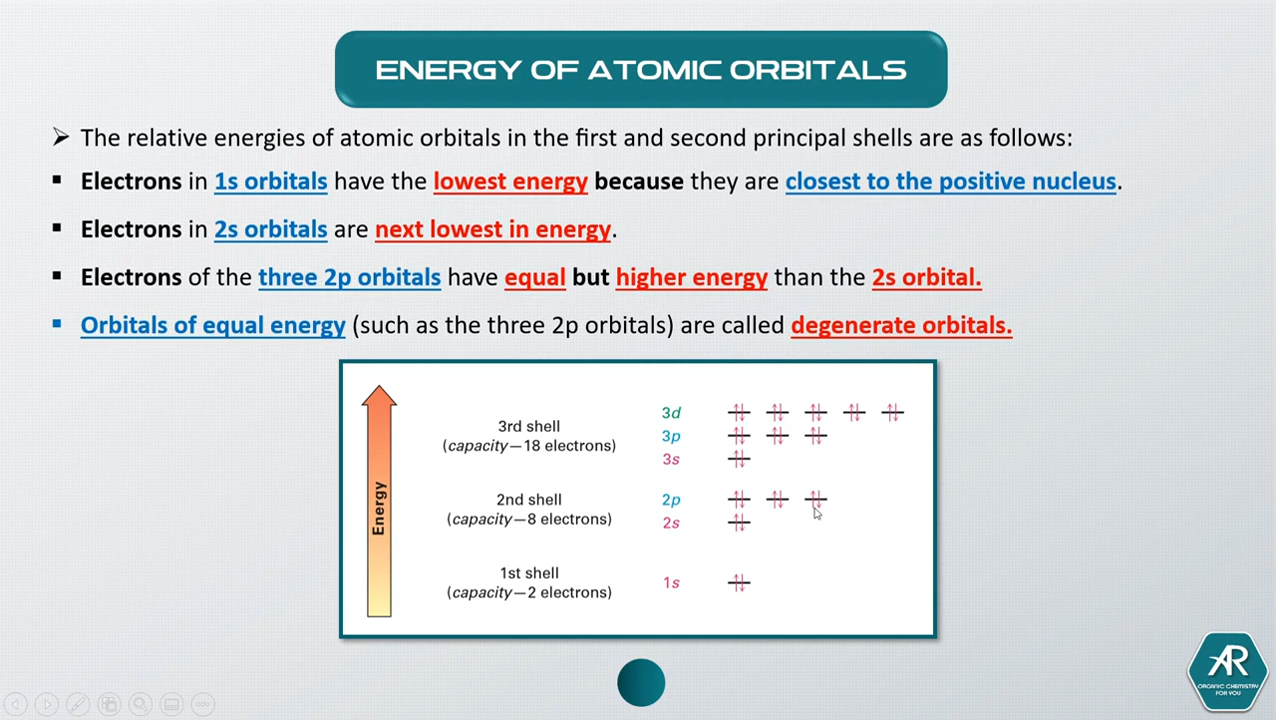 ENERGY OF ATOMIC ORBITALS
➢ The relative energies of atomic orbitals in the first and second principal shells are as follows:
▪ Electrons in 1s orbitals have the lowest energy because they are closest to the positive nucleus.
▪ Electrons in 2s orbitals are next lowest in energy.
▪ Electrons of the three 2p orbitals have equal but higher energy than the 2s orbital.
▪ Orbitals of equal energy (such as the three 2p orbitals) are called degenerate orbitals.
Energy
3rd shell
(capacity—18 electrons)
3d
3p
3s
2nd shell
(capacity—8 electrons)
2p
2s
1st shell
(capacity—2 electrons)
1s
AR
ORGANIC CHEMISTRY
FOR YOU